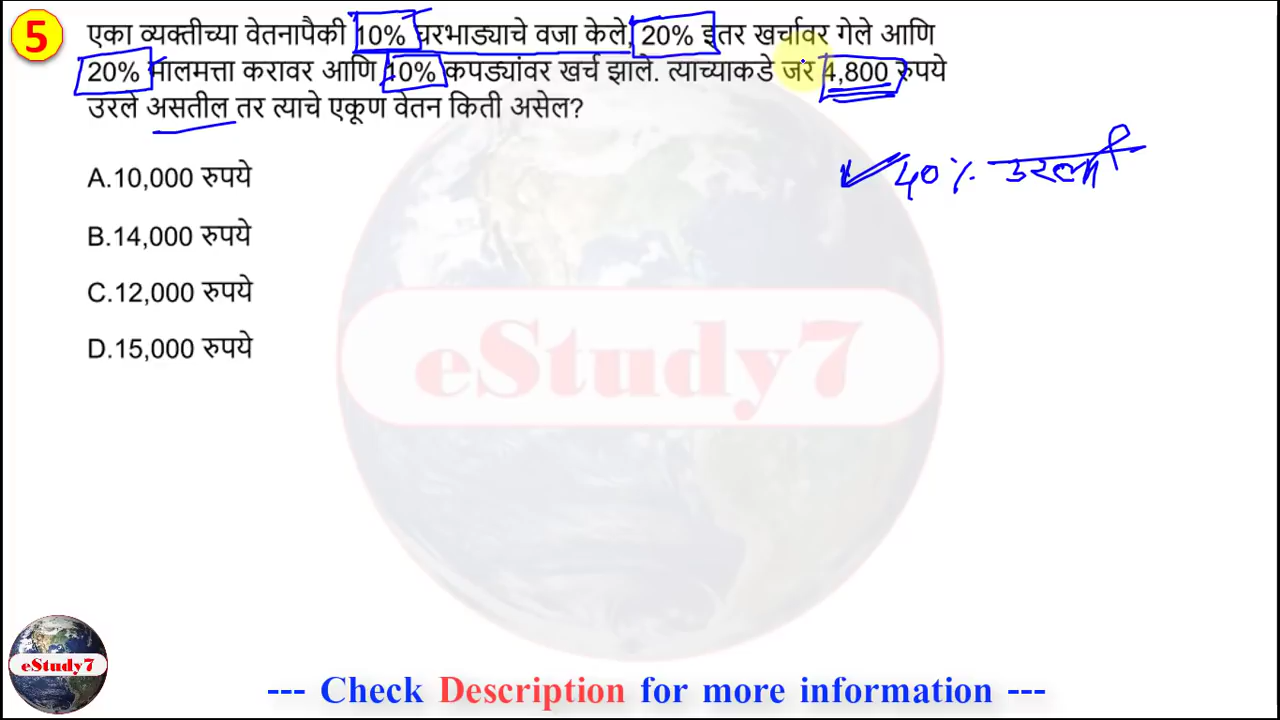 5
एका व्यक्तीच्या वेतनापैकी 10% घरभाड्याचे वजा केले, 20% इतर खर्चावर गेले आणि
20% मालमत्ता करावर आणि 10% कपड्यांवर खर्च झाले. त्याच्याकडे जर 4,800 रुपये
उरले असतील तर त्याचे एकूण वेतन किती असेल?
40% उरली
A.10,000 रुपये
B.14,000 रुपये
C.12,000 रुपये
D.15,000 रुपये
eStudy7
eStudy7
--- Check Description for more information ---